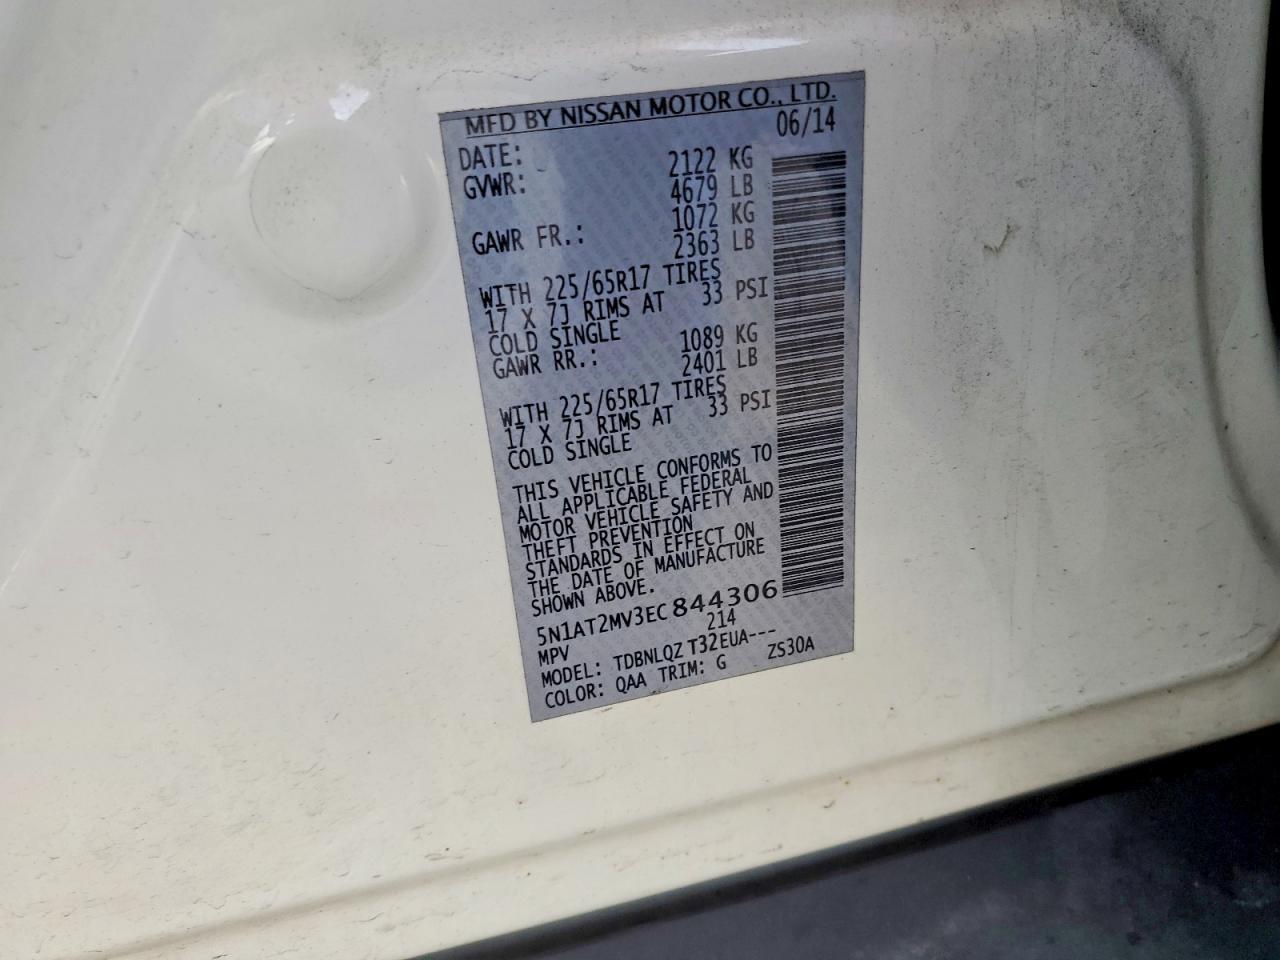 MFD BY NISSAN MOTOR CO., LTD.
DATE: 06/14
GVWR: 2122 KG
4679 LB
GAWR FR.: 1072 KG
2363 LB
WITH 225/65R17 TIRES
17 X 7J RIMS AT 33 PSI
COLD SINGLE
GAWR RR.: 1089 KG
2401 LB
WITH 225/65R17 TIRES
17 X 7J RIMS AT 33 PSI
COLD SINGLE
THIS VEHICLE CONFORMS TO
ALL APPLICABLE FEDERAL
MOTOR VEHICLE SAFETY AND
THEFT PREVENTION
STANDARDS IN EFFECT ON
THE DATE OF MANUFACTURE
SHOWN ABOVE.
5N1AT2MV3EC844306
MPV 214
MODEL: TDBNLQZ T32EUA---
COLOR: QAA TRIM: G ZS30A